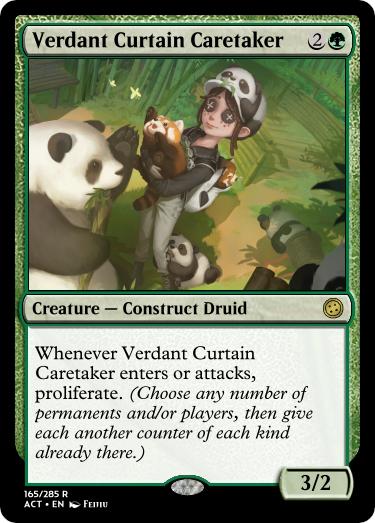 Verdant Curtain Caretaker 2
Creature — Construct Druid
Whenever Verdant Curtain
Caretaker enters or attacks,
proliferate. (Choose any number of
permanents and/or players, then give
each another counter of each kind
already there.)
3/2
165/285 R
ACT • EN Feiiu